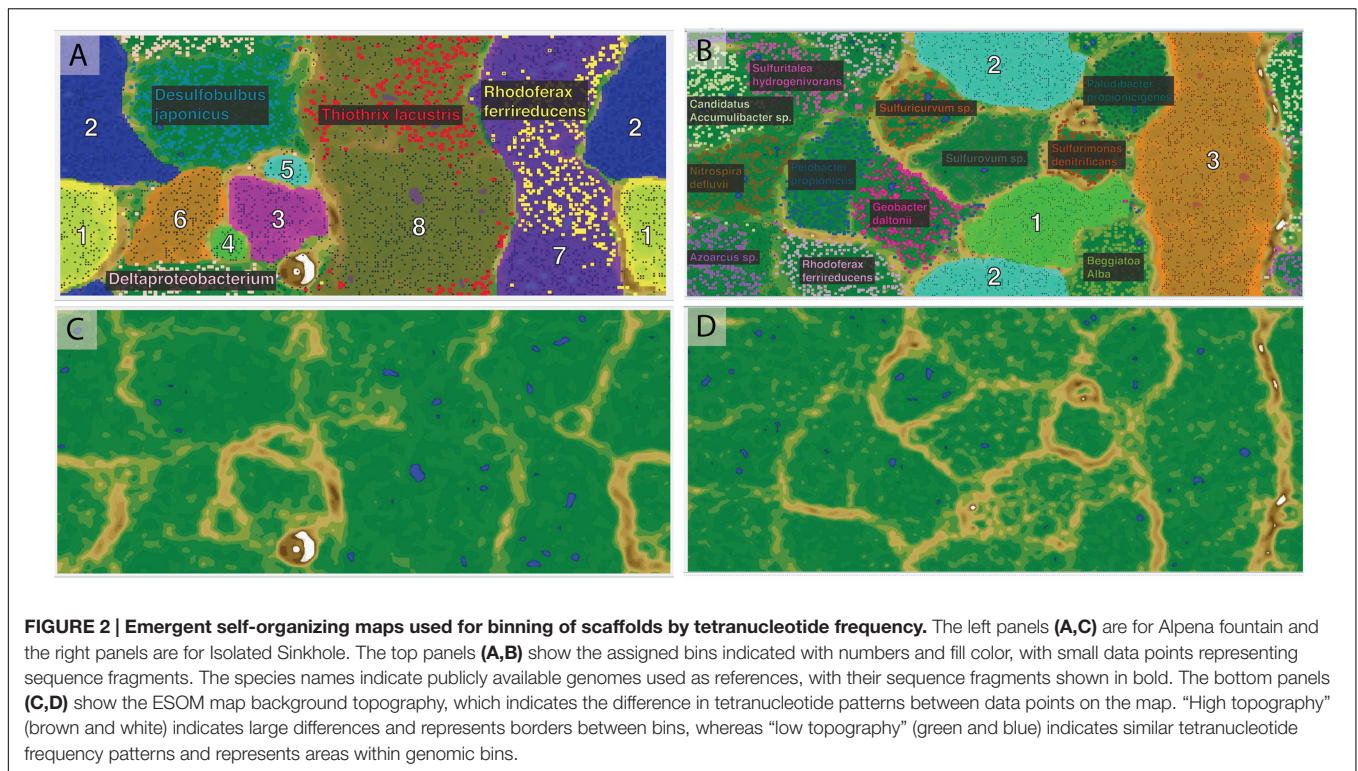 A
2
Desulfobulbus
japonicus
Thiothrix lacustris
Rhodoferax
ferrireducens
2
5
1
6
3
4
8
7
1
Deltaproteobacterium
B
Sulfuritalea
hydrogenivorans
2
Paludibacter
propionicigenes
Candidatus
Accumulibacter sp.
Sulfuricurvum sp.
Nitrospira
defluvii
Pelobacter
propionicus
Sulfurovum sp.
Sulfurimonas
denitrificans
3
Geobacter
daltonii
1
Azoarcus sp.
Rhodoferax
ferrireducens
2
Beggiatoa
Alba
C
D
FIGURE 2 | Emergent self-organizing maps used for binning of scaffolds by tetranucleotide frequency. The left panels (A,C) are for Alpena fountain and
the right panels are for Isolated Sinkhole. The top panels (A,B) show the assigned bins indicated with numbers and fill color, with small data points representing
sequence fragments. The species names indicate publicly available genomes used as references, with their sequence fragments shown in bold. The bottom panels
(C,D) show the ESOM map background topography, which indicates the difference in tetranucleotide patterns between data points on the map. “High topography”
(brown and white) indicates large differences and represents borders between bins, whereas “low topography” (green and blue) indicates similar tetranucleotide
frequency patterns and represents areas within genomic bins.